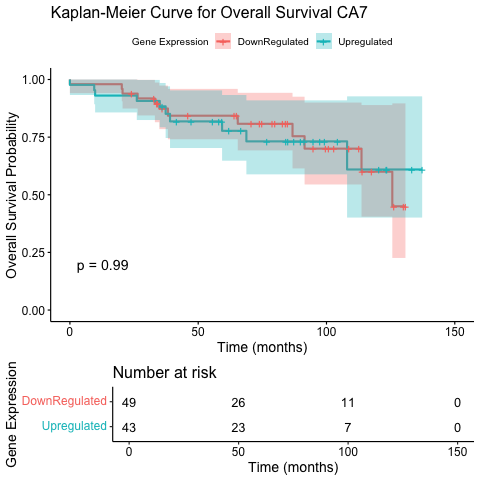 Kaplan-Meier Curve for Overall Survival CA7
Gene Expression DownRegulated Upregulated
Overall Survival Probability
1.00
0.75
0.50
0.25
0.00
p = 0.99
0 50 100 150
Time (months)
Number at risk
Gene Expression
DownRegulated 49 26 11 0
Upregulated 43 23 7 0
0 50 100 150
Time (months)